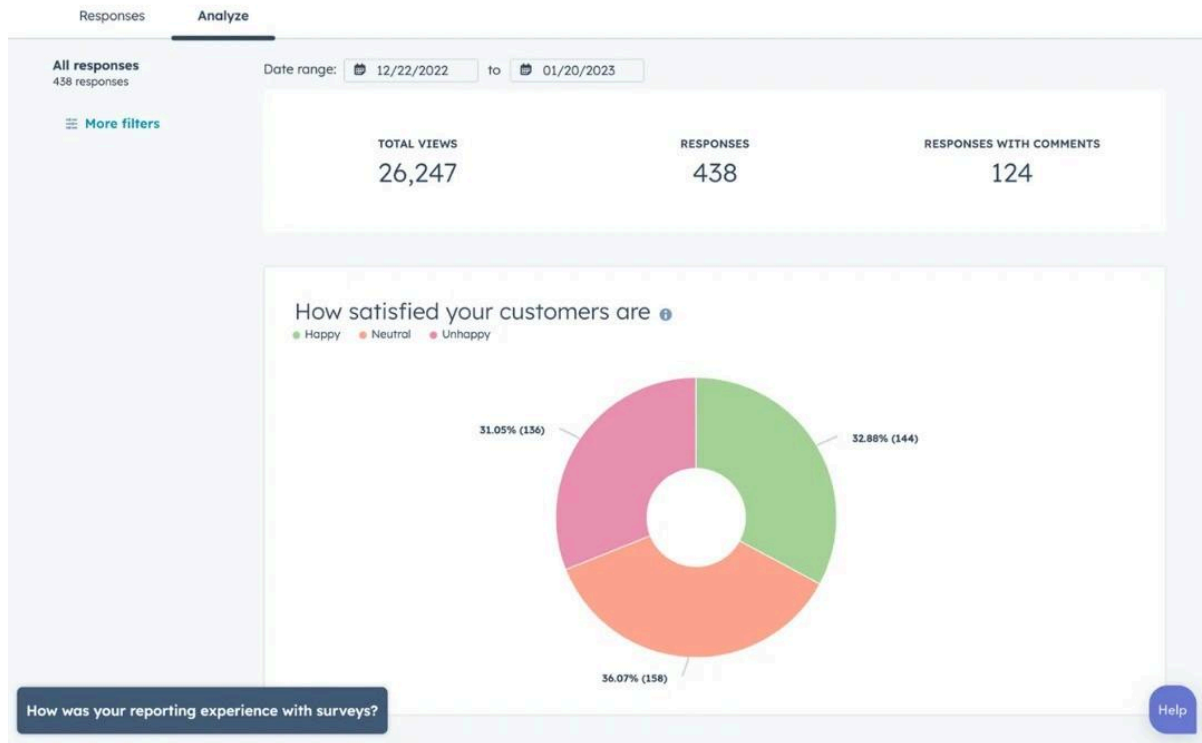 Responses Analyze
All responses
438 responses
More filters
Date range: 12/22/2022 to 01/20/2023
TOTAL VIEWS RESPONSES RESPONSES WITH COMMENTS
26,247 438 124
How satisfied your customers are
Happy Neutral Unhappy
31.05% (136)
32.88% (144)
36.07% (158)
How was your reporting experience with surveys?
Help